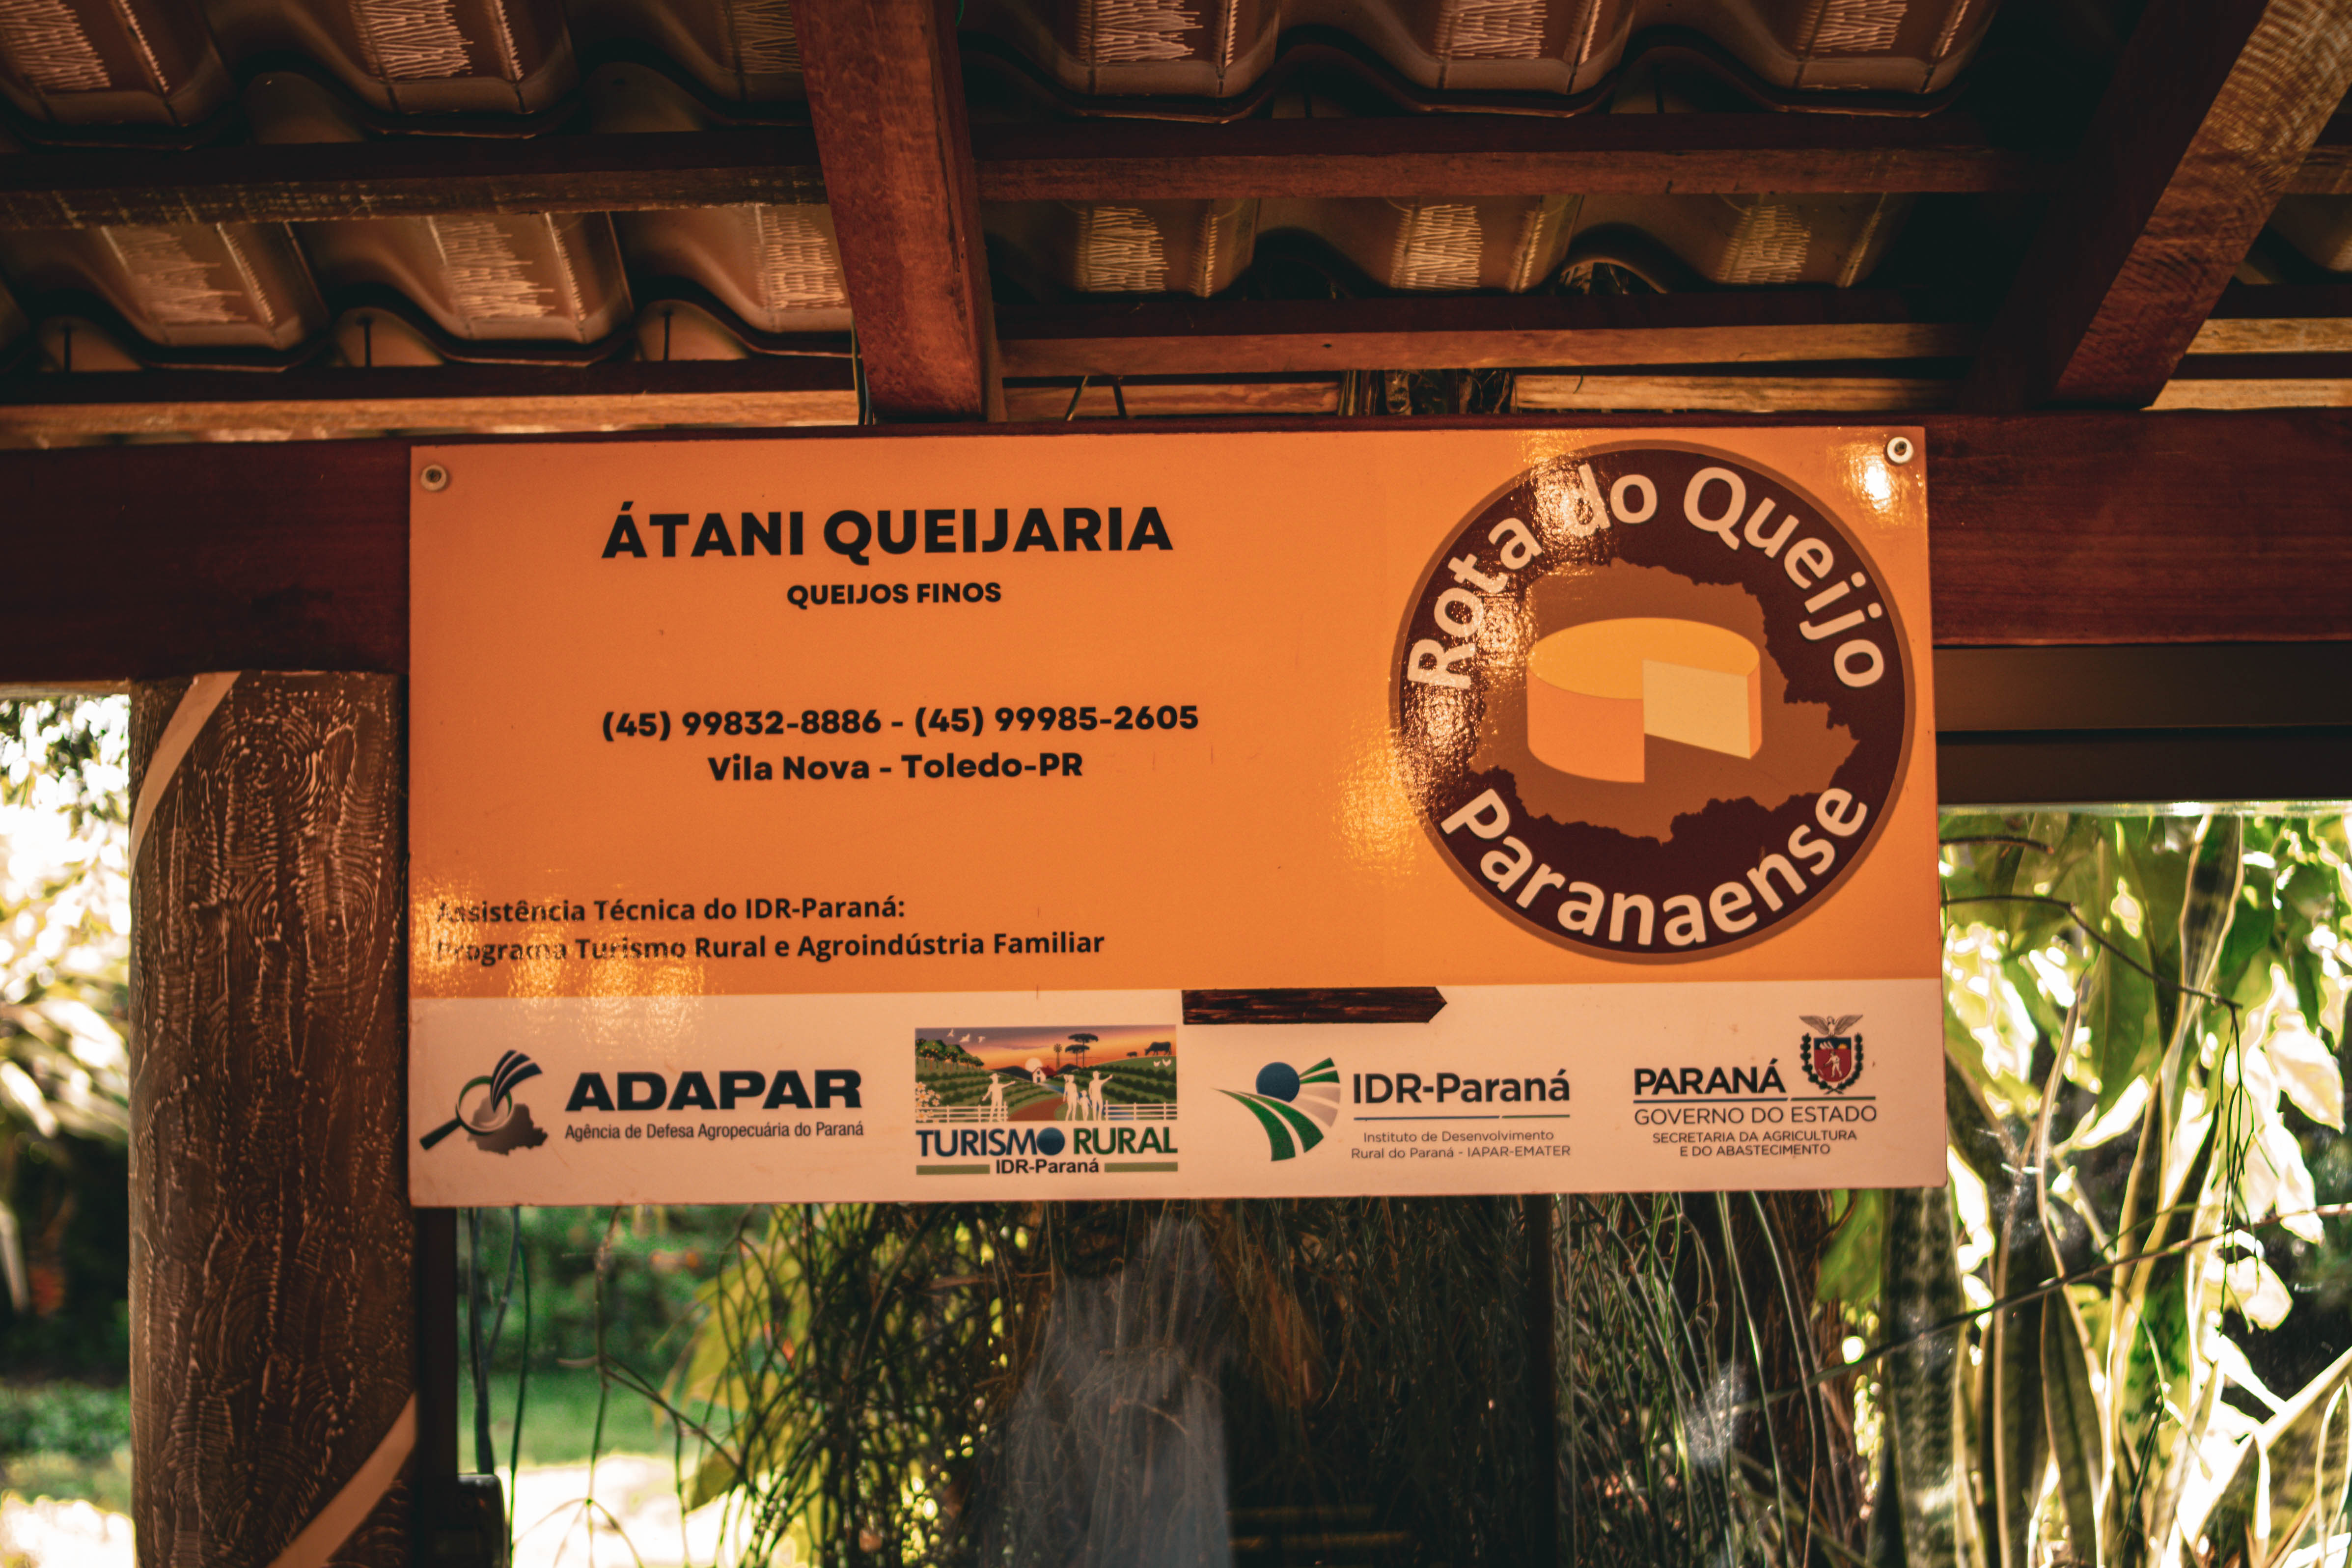 ÁTANI QUEIJARIA
QUEIJOS FINOS
(45) 99832-8886 - (45) 99985-2605
Vila Nova - Toledo-PR
Assistência Técnica do IDR-Paraná:
Programa Turismo Rural e Agroindústria Familiar
Rota do Queijo
Paranaense
ADAPAR
Agência de Defesa Agropecuária do Paraná
TURISMO RURAL
IDR-Paraná
IDR-Paraná
Instituto de Desenvolvimento
Rural do Paraná - IAPAR-EMATER
PARANÁ
GOVERNO DO ESTADO
SECRETARIA DA AGRICULTURA
E DO ABASTECIMENTO